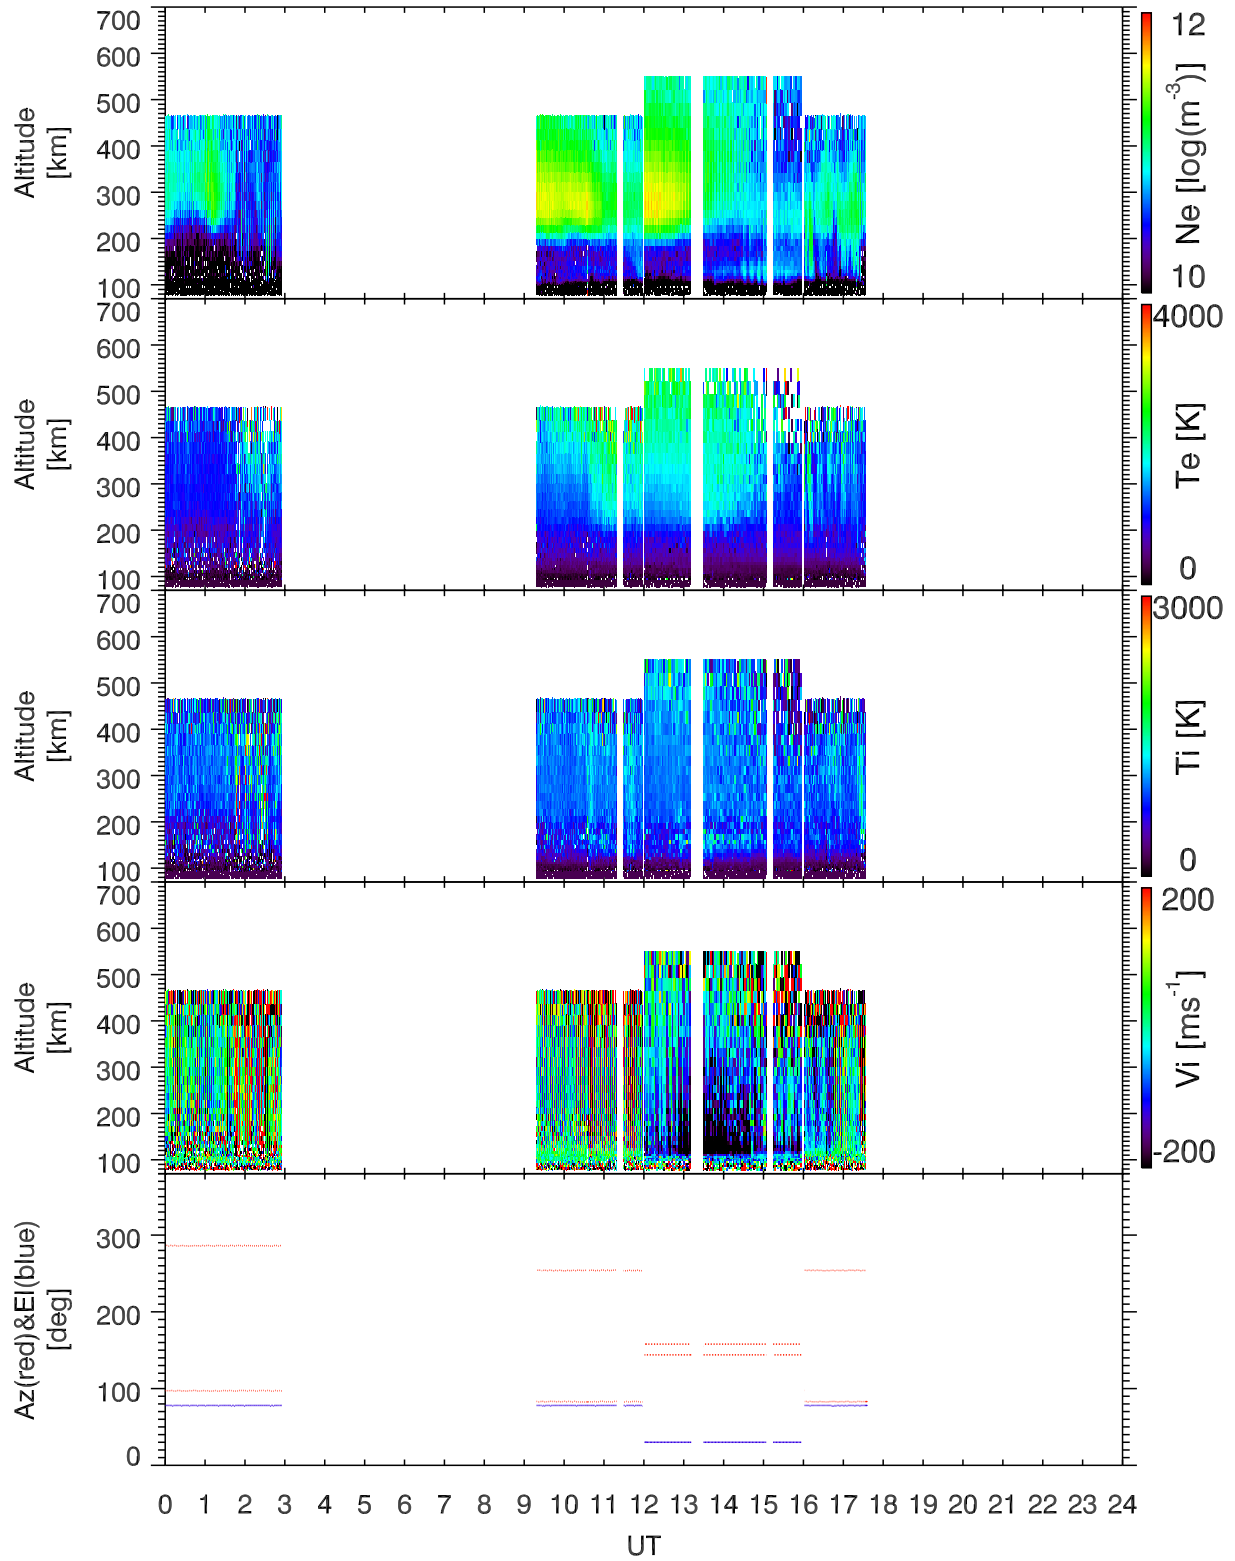 700
600
500
400
300
200
100
Altitude
[km]
12
10
Ne [log(m⁻³)]
700
600
500
400
300
200
100
Altitude
[km]
4000
0
Te [K]
700
600
500
400
300
200
100
Altitude
[km]
3000
0
Ti [K]
700
600
500
400
300
200
100
Altitude
[km]
200
-200
Vi [ms⁻¹]
300
200
100
0
Az(red)&El(blue)
[deg]
0 1 2 3 4 5 6 7 8 9 10 11 12 13 14 15 16 17 18 19 20 21 22 23 24
UT